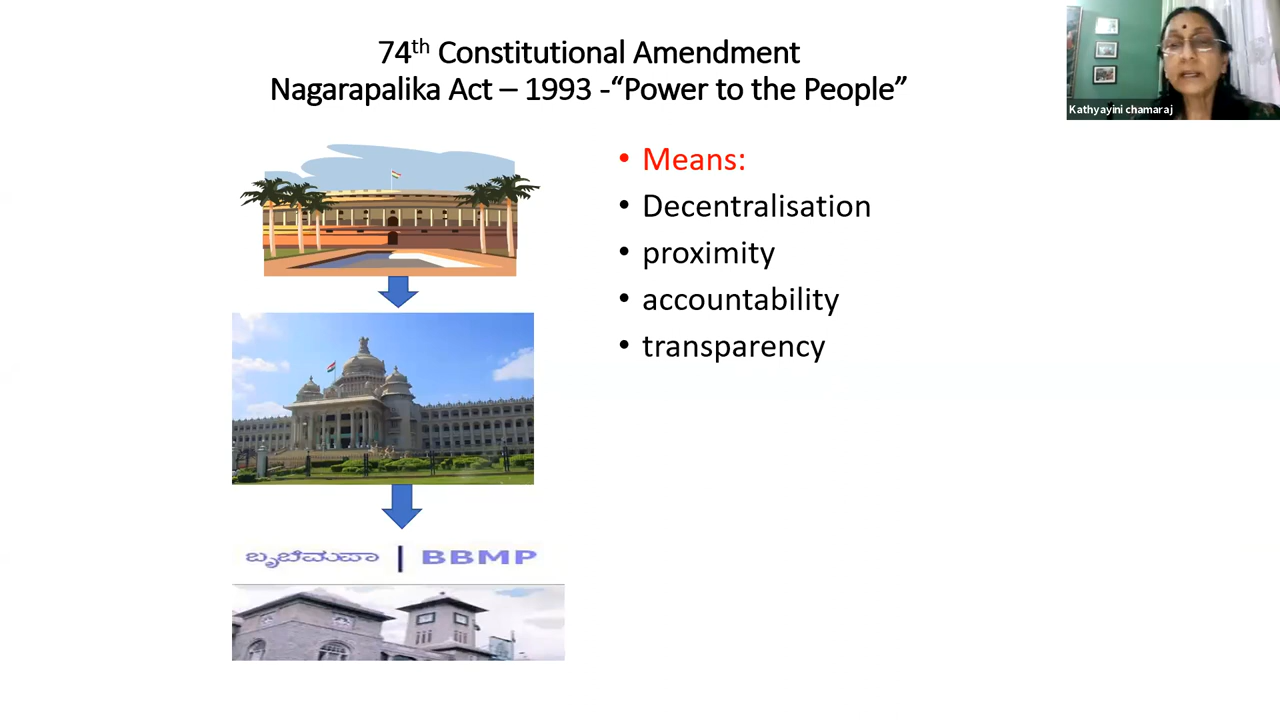 74th Constitutional Amendment
Nagarapalika Act – 1993 -“Power to the People”
Kathyayini chamaraj
• Means:
• Decentralisation
• proximity
• accountability
• transparency
ಬೃಬೆಮಪಾ | BBMP